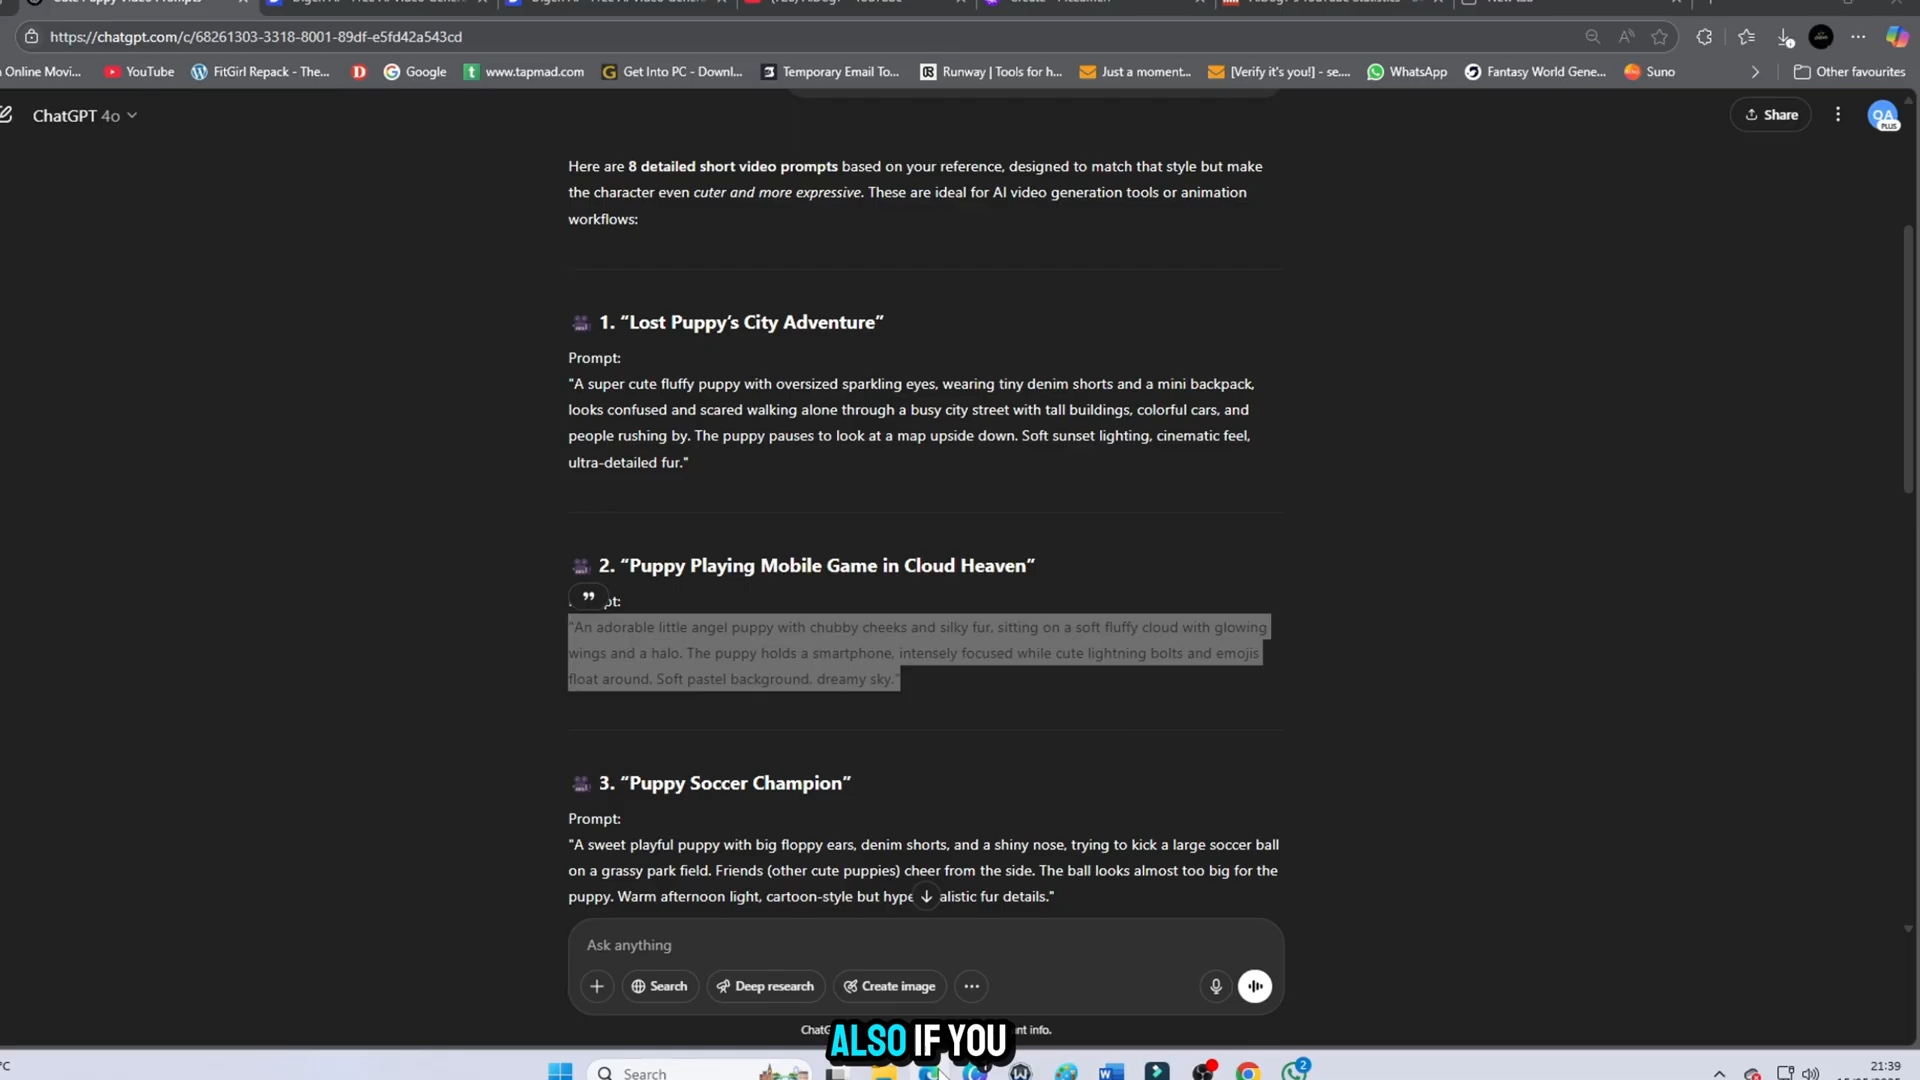 https://chatgpt.com/c/68261303-3318-8001-89df-e5fd42a543cd
n Online Movi... YouTube FitGirl Repack - The... Google www.tapmad.com Get Into PC - Downl... Temporary Email To... Runway | Tools for h... Just a moment... [Verify it's you!] - se.... WhatsApp Fantasy World Gene... Suno Other favourites
ChatGPT 4o
Share
OA
PLUS
Here are 8 detailed short video prompts based on your reference, designed to match that style but make
the character even cuter and more expressive. These are ideal for AI video generation tools or animation
workflows:
1. “Lost Puppy’s City Adventure”
Prompt:
"A super cute fluffy puppy with oversized sparkling eyes, wearing tiny denim shorts and a mini backpack,
looks confused and scared walking alone through a busy city street with tall buildings, colorful cars, and
people rushing by. The puppy pauses to look at a map upside down. Soft sunset lighting, cinematic feel,
ultra-detailed fur."
2. “Puppy Playing Mobile Game in Cloud Heaven”
pt:
"An adorable little angel puppy with chubby cheeks and silky fur, sitting on a soft fluffy cloud with glowing
wings and a halo. The puppy holds a smartphone, intensely focused while cute lightning bolts and emojis
float around. Soft pastel background, dreamy sky."
3. “Puppy Soccer Champion”
Prompt:
"A sweet playful puppy with big floppy ears, denim shorts, and a shiny nose, trying to kick a large soccer ball
on a grassy park field. Friends (other cute puppies) cheer from the side. The ball looks almost too big for the
puppy. Warm afternoon light, cartoon-style but hype alistic fur details."
Ask anything
Search Deep research Create image
ChatG nt info.
ALSO IF YOU
°C
Search
2
21:39